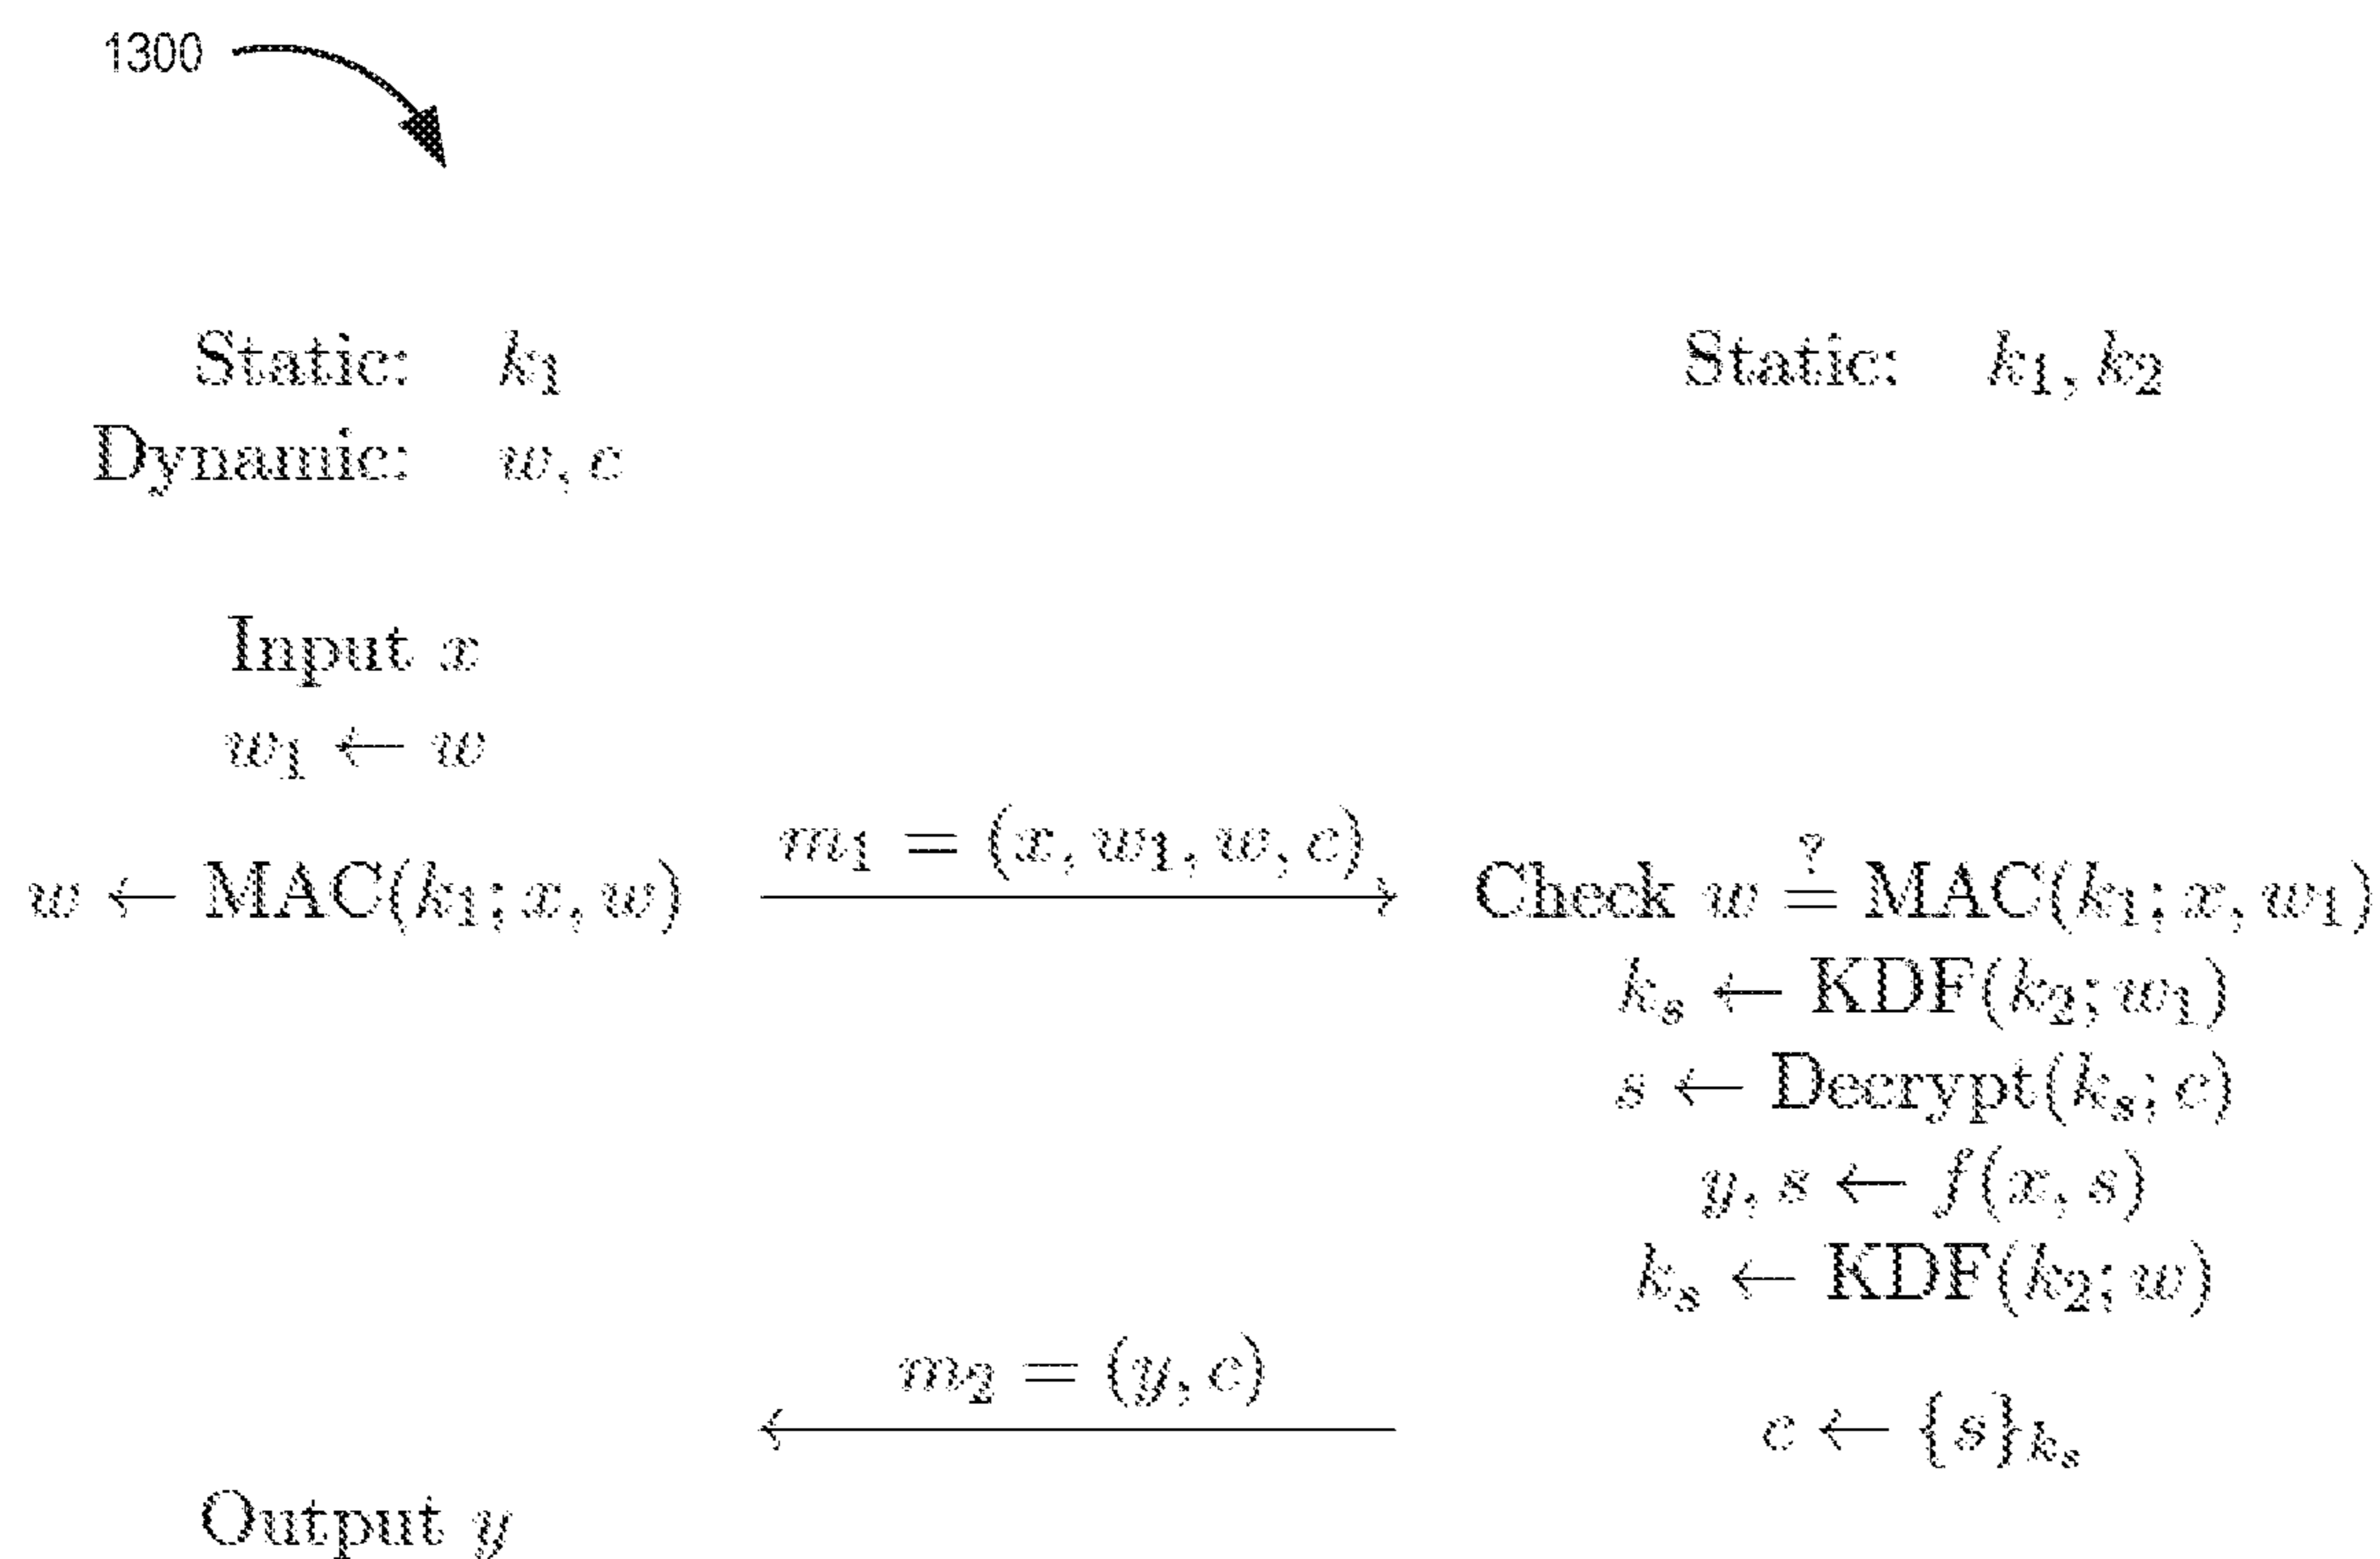 1300
Static: k₁
Static: k₁, k₂
Dynamic: w, c
Input x
w₁ ← w
m₁ = (x, w₁, w, c)
w ← MAC(k₁; x, w)
Check w ≟ MAC(k₁; x, w₁)
kₛ ← KDF(k₂; w₁)
s ← Decrypt(kₛ; c)
y, s ← f(x, s)
kₛ ← KDF(k₂; w)
m₂ = (y, c)
c ← {s}ₖₛ
Output y